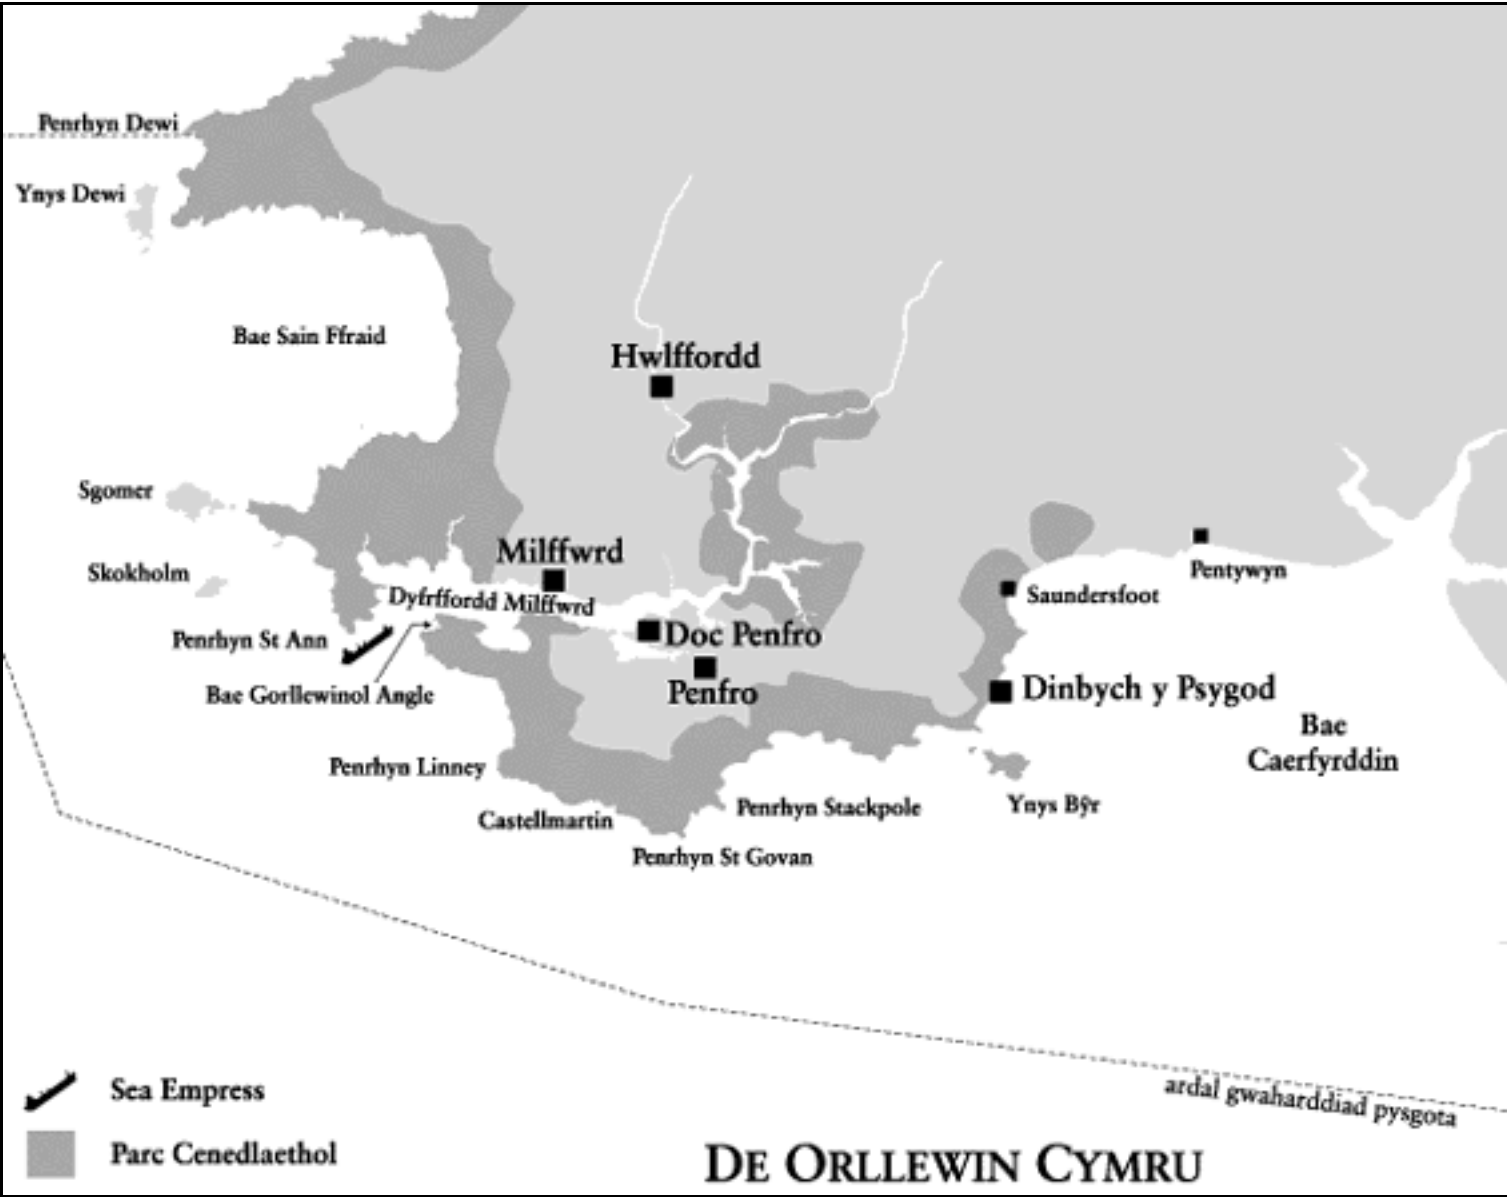 Penrhyn Dewi
Ynys Dewi
Bae Sain Ffraid
Hwlffordd
Sgomer
Milffwrd
Pentywyn
Skokholm
Saundersfoot
Dyfrffordd Milffwrd
Penrhyn St Ann
Doc Penfro
Bae Gorllewinol Angle
Penfro
Dinbych y Psygod
Bae
Caerfyrddin
Penrhyn Linney
Ynys Bŷr
Penrhyn Stackpole
Castellmartin
Penrhyn St Govan
Sea Empress
ardal gwaharddiad pysgota
Parc Cenedlaethol
DE ORLLEWIN CYMRU